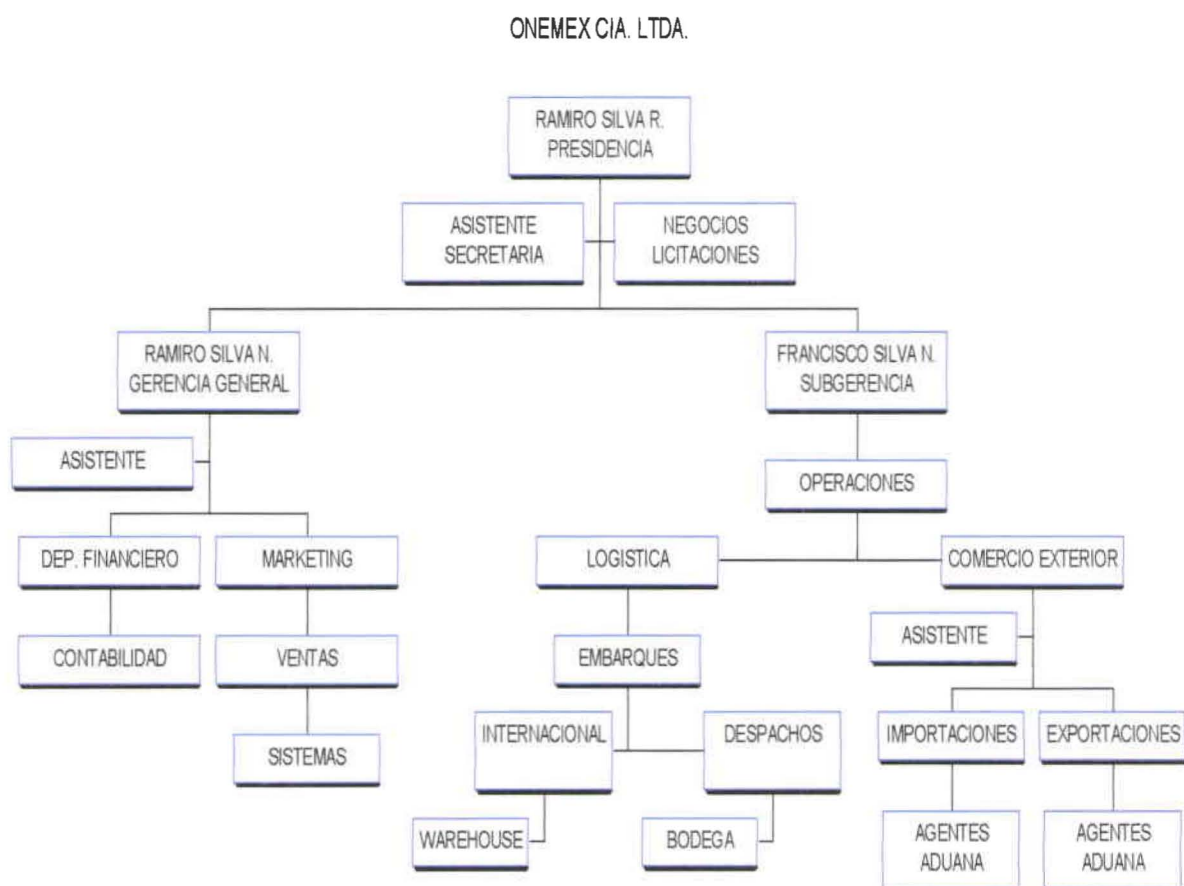 ONEMEX CIA. LTDA.
RAMIRO SILVA R.
PRESIDENCIA
ASISTENTE
SECRETARIA
NEGOCIOS
LICITACIONES
RAMIRO SILVA N.
GERENCIA GENERAL
FRANCISCO SILVA N.
SUBGERENCIA
ASISTENTE
OPERACIONES
DEP. FINANCIERO
MARKETING
LOGISTICA
COMERCIO EXTERIOR
CONTABILIDAD
VENTAS
EMBARQUES
ASISTENTE
SISTEMAS
INTERNACIONAL
DESPACHOS
IMPORTACIONES
EXPORTACIONES
WAREHOUSE
BODEGA
AGENTES
ADUANA
AGENTES
ADUANA